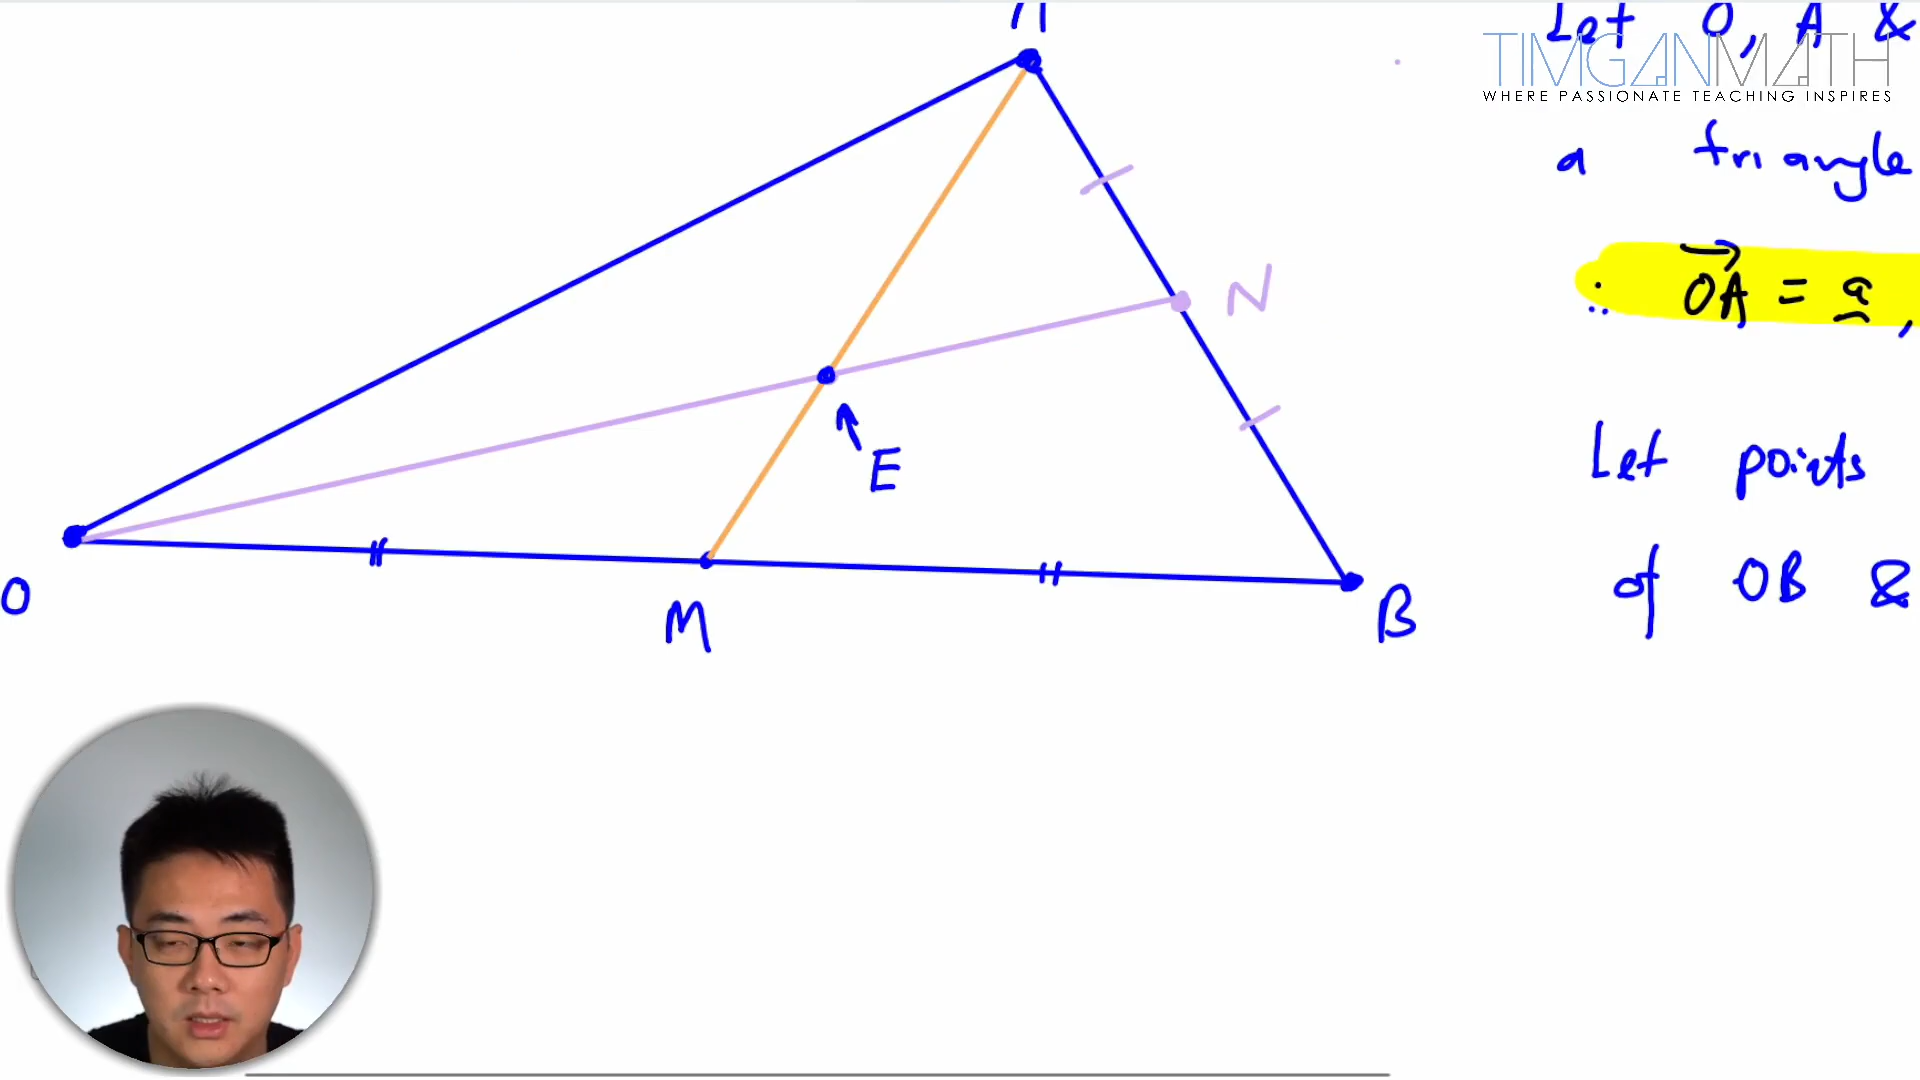 Let O, A &
TIMGANMATH
WHERE PASSIONATE TEACHING INSPIRES
a triangle
∴ OA = a,
N
E
Let points
of OB &
O
M
B